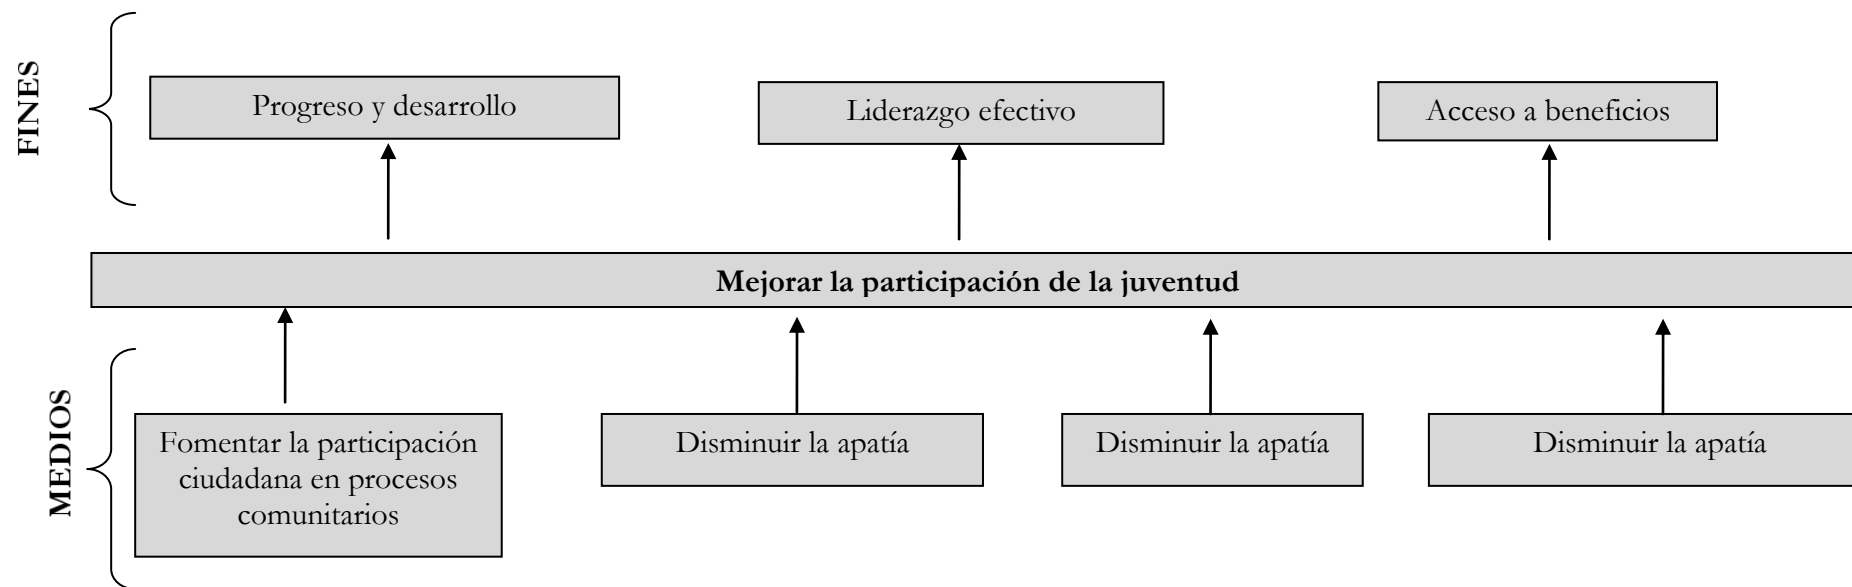 FINES
Progreso y desarrollo
Liderazgo efectivo
Acceso a beneficios
Mejorar la participación de la juventud
MEDIOS
Fomentar la participación
ciudadana en procesos
comunitarios
Disminuir la apatía
Disminuir la apatía
Disminuir la apatía